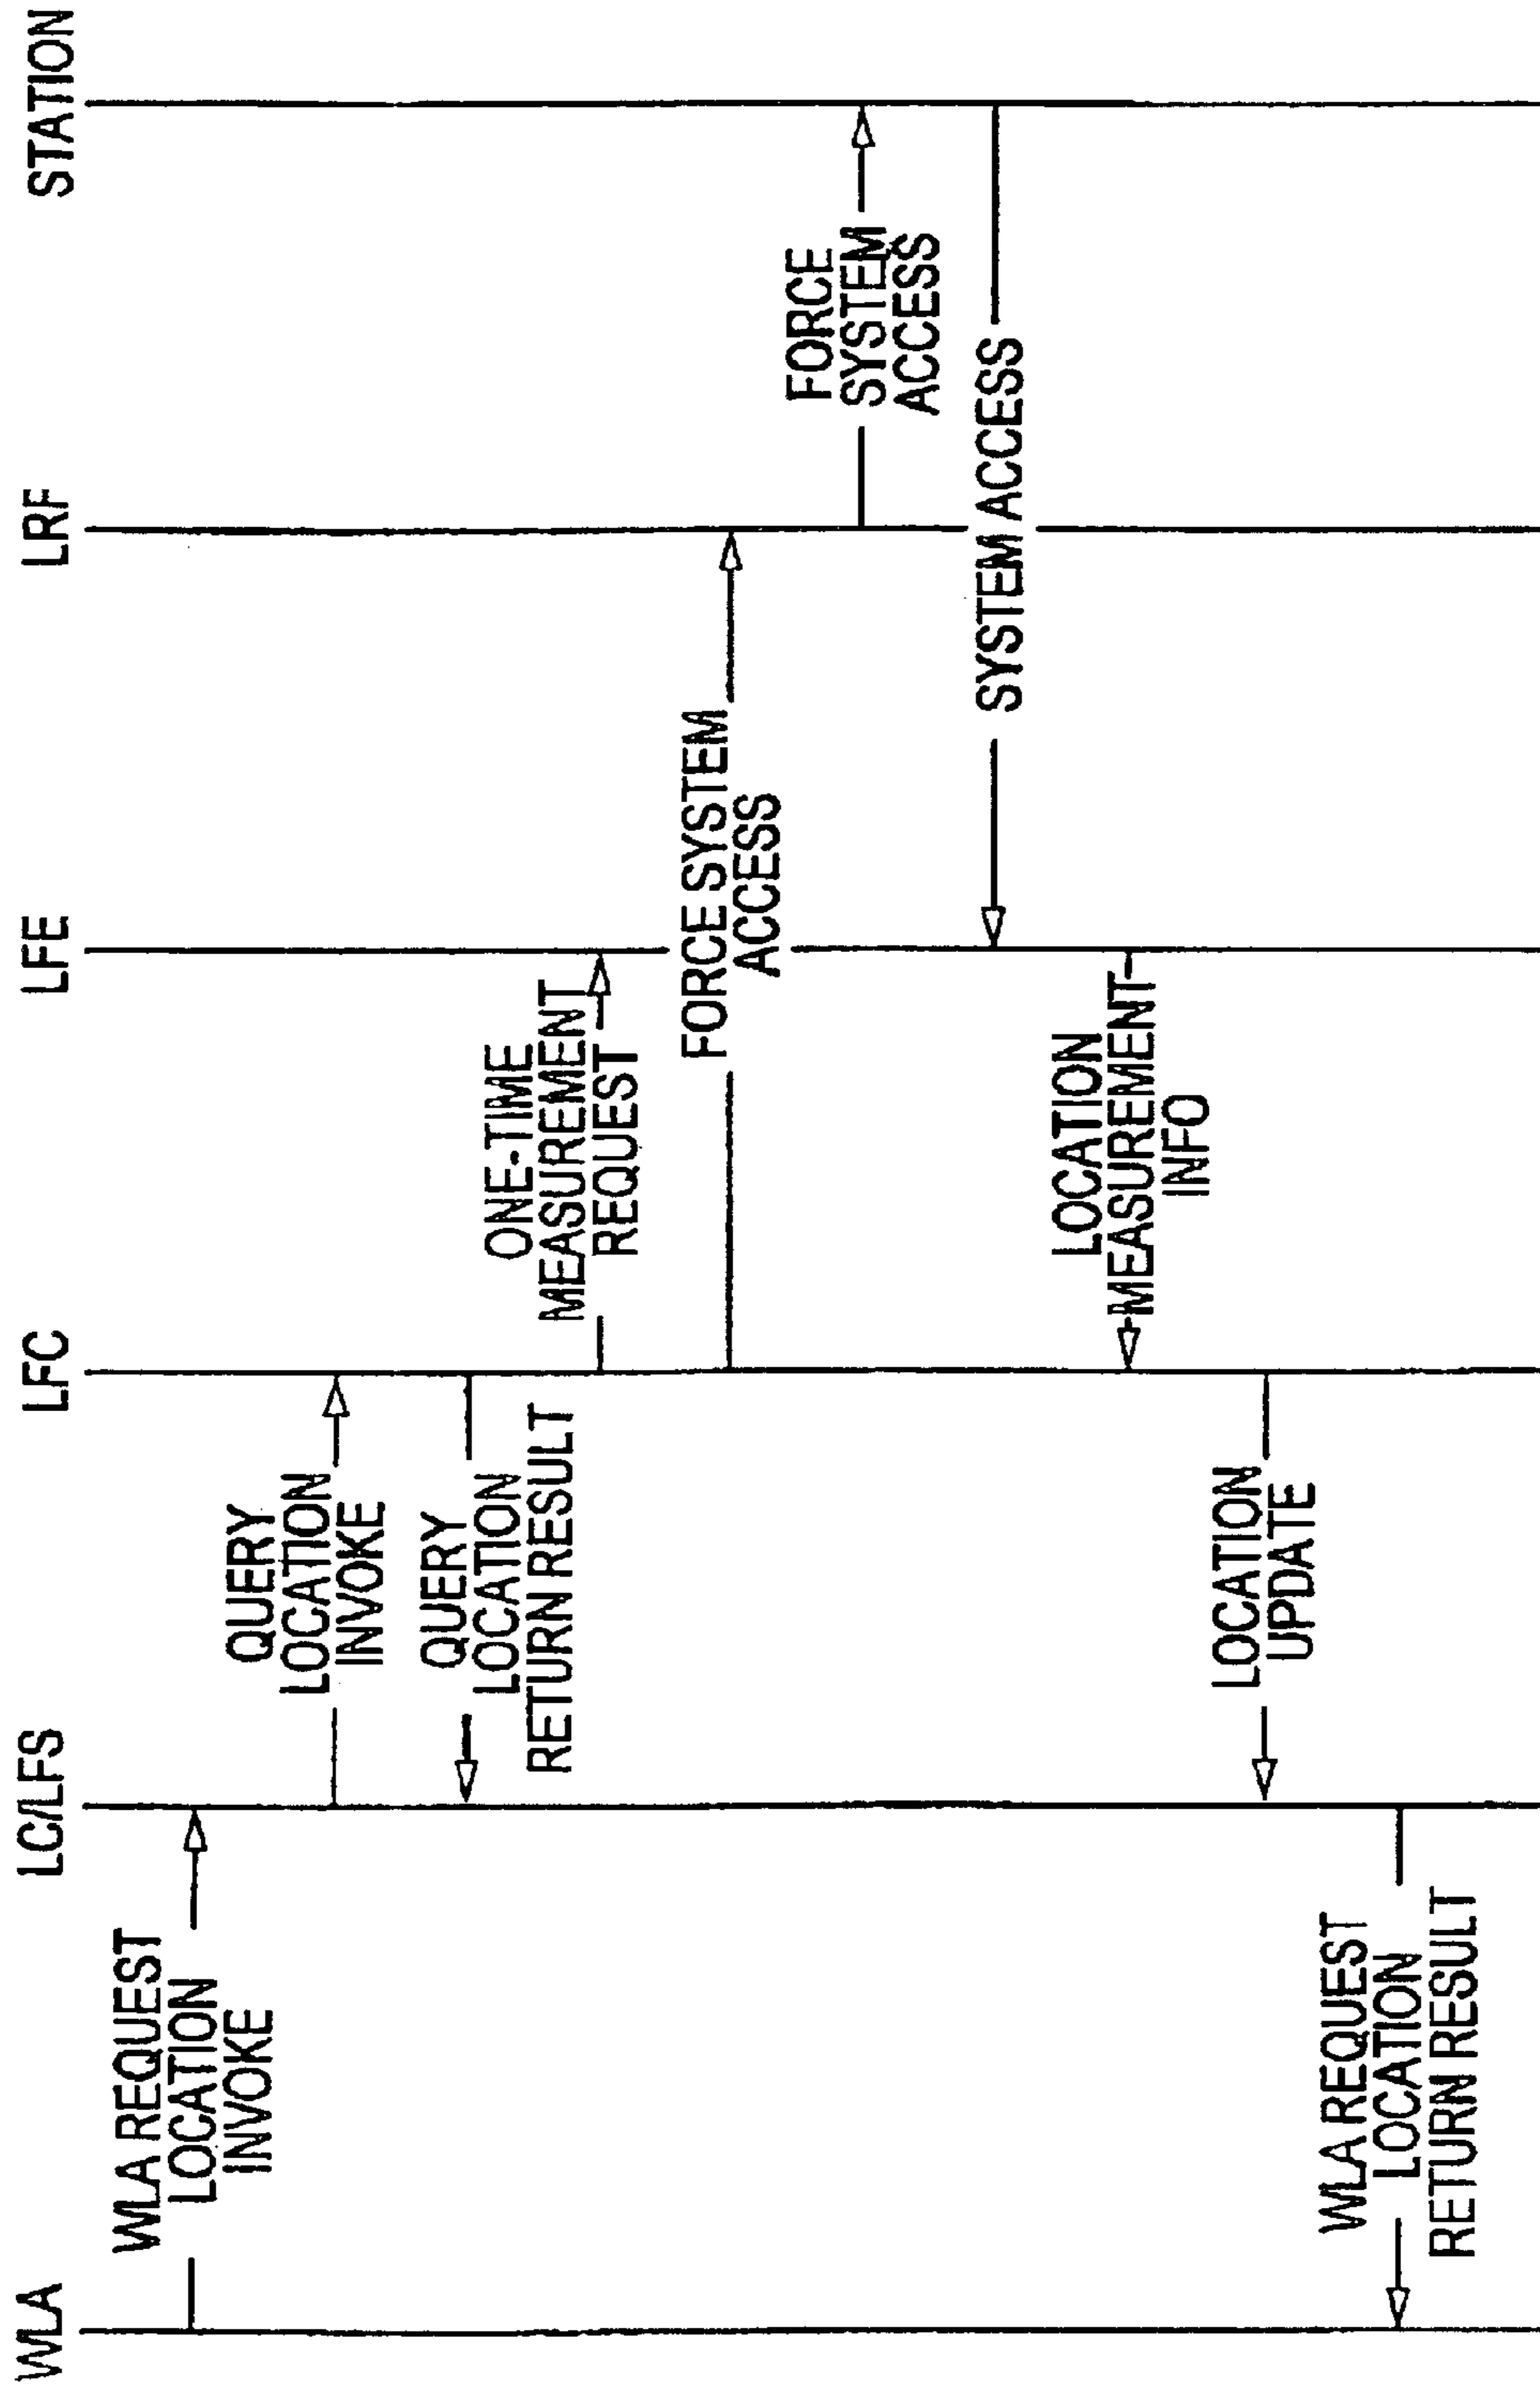 WLA
LC/LFS
LFC
LFE
LRF
STATION
WLA REQUEST
LOCATION
INVOKE
QUERY
LOCATION
INVOKE
QUERY
LOCATION
RETURN RESULT
ONE-TIME
MEASUREMENT
REQUEST
FORCE SYSTEM
ACCESS
FORCE
SYSTEM
ACCESS
SYSTEM ACCESS
LOCATION
MEASUREMENT
INFO
LOCATION
UPDATE
WLA REQUEST
LOCATION
RETURN RESULT